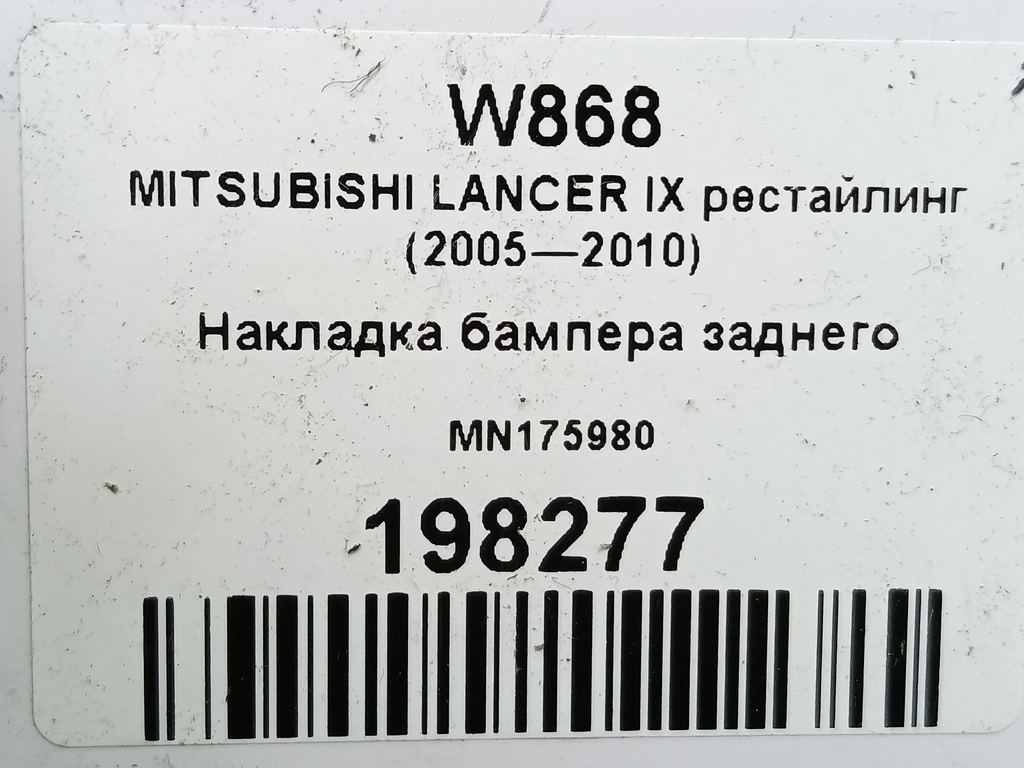 W868
MITSUBISHI LANCER IX рестайлинг
(2005—2010)
Накладка бампера заднего
MN175980
198277